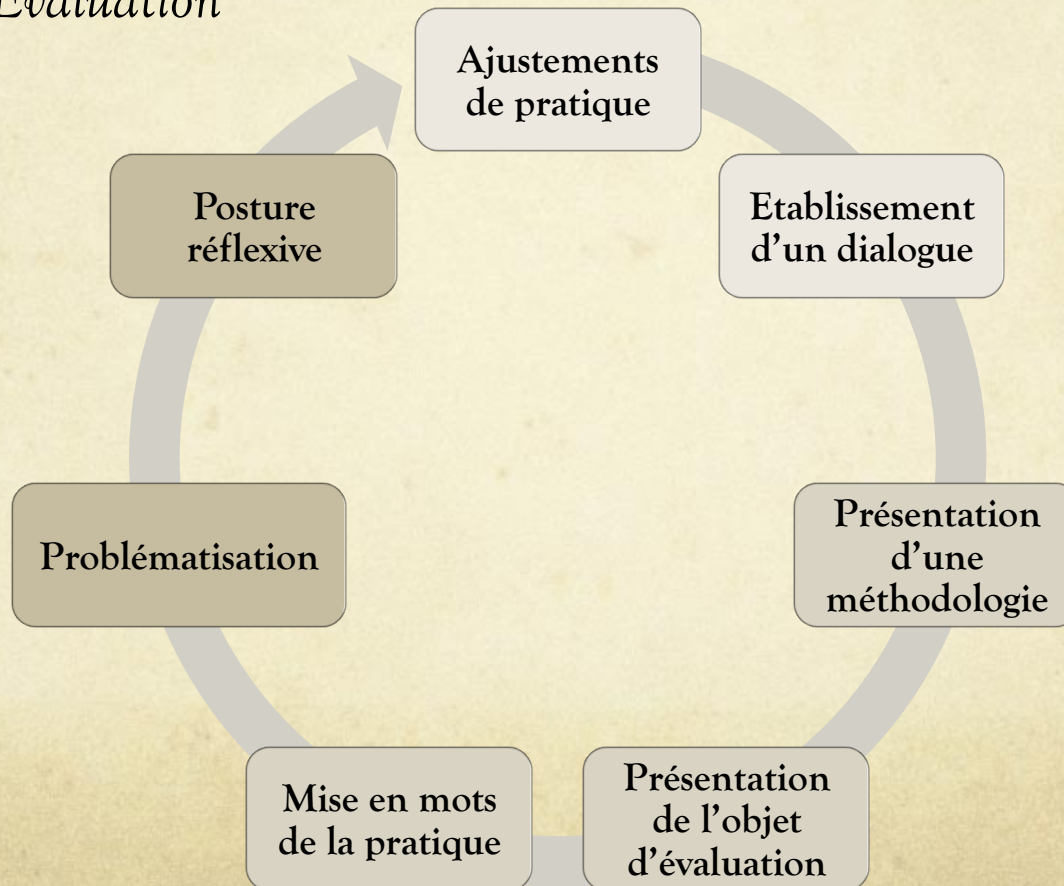 Evaluation
Ajustements
de pratique
Etablissement
d'un dialogue
Présentation
d'une
méthodologie
Présentation
de l'objet
d'évaluation
Mise en mots
de la pratique
Problématisation
Posture
réflexive